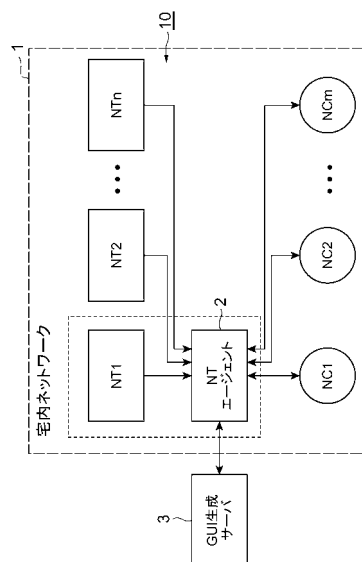 1
宅内ネットワーク
10
NT1
NT2
•••
NTn
2
NT
エージェント
3
GUI生成
サーバ
NC1
NC2
•••
NCm